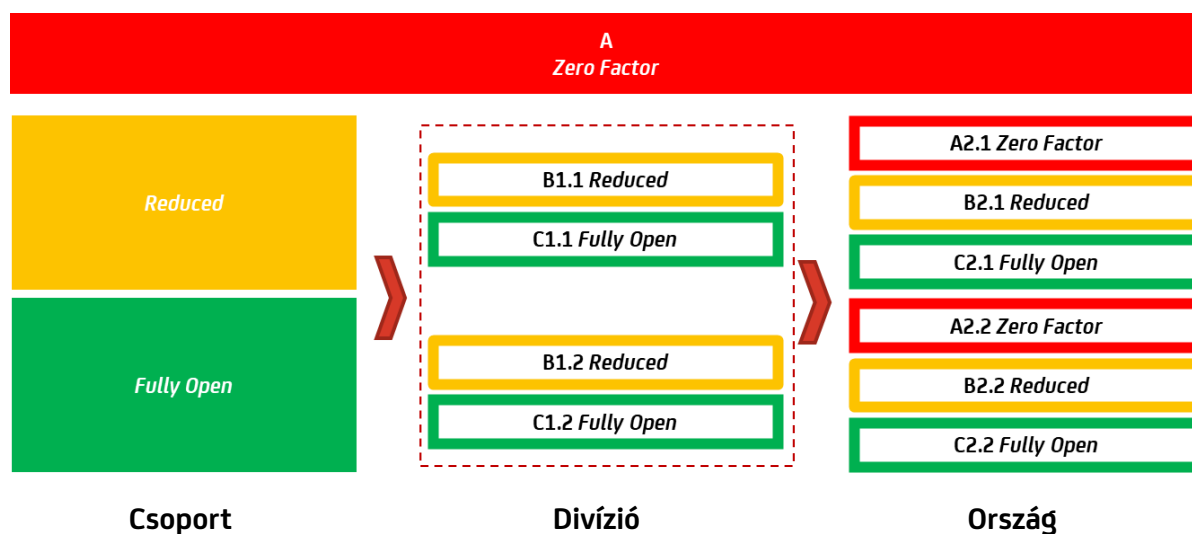 A
Zero Factor
Reduced
Fully Open
B1.1 Reduced
C1.1 Fully Open
B1.2 Reduced
C1.2 Fully Open
A2.1 Zero Factor
B2.1 Reduced
C2.1 Fully Open
A2.2 Zero Factor
B2.2 Reduced
C2.2 Fully Open
Csoport
Divízió
Ország